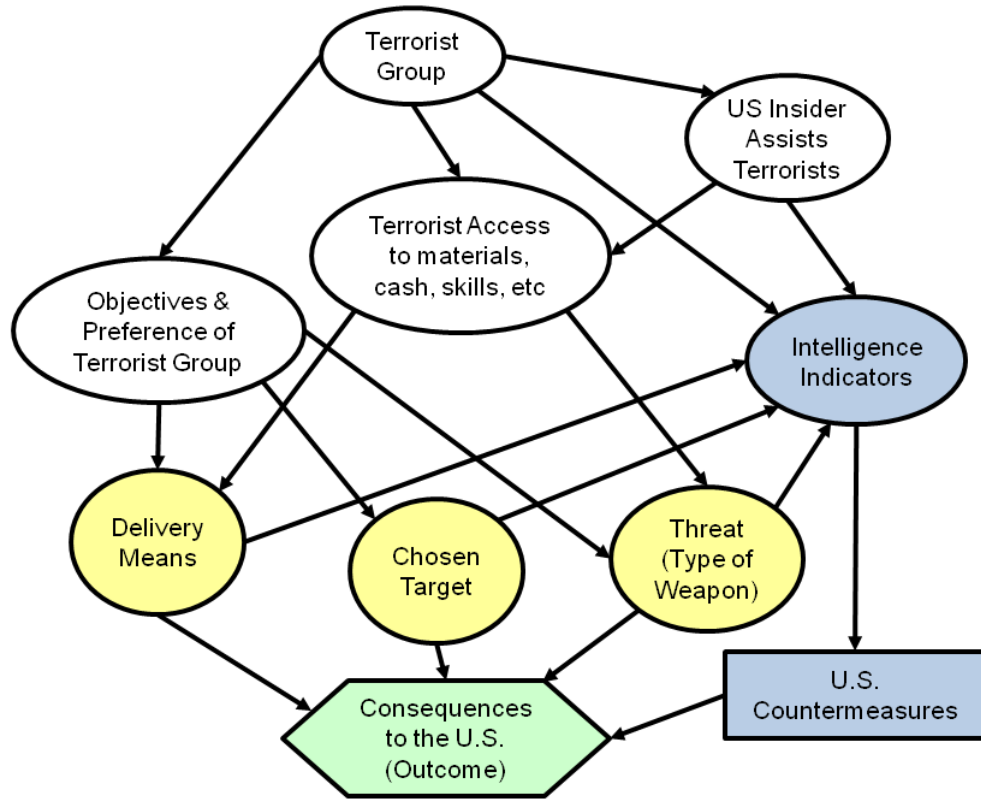 Terrorist
Group
US Insider
Assists
Terrorists
Terrorist Access
to materials,
cash, skills, etc
Objectives &
Preference of
Terrorist Group
Intelligence
Indicators
Delivery
Means
Chosen
Target
Threat
(Type of
Weapon)
U.S.
Countermeasures
Consequences
to the U.S.
(Outcome)